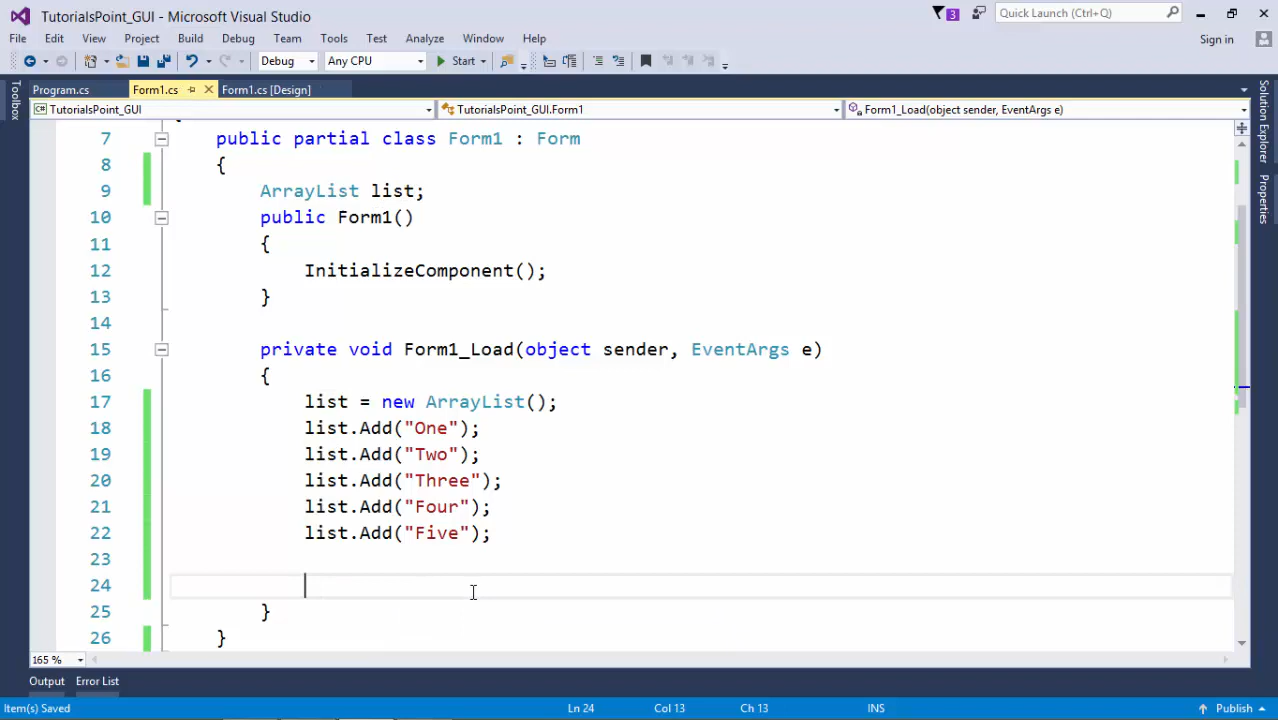 TutorialsPoint_GUI - Microsoft Visual Studio
3
Quick Launch (Ctrl+Q)
File Edit View Project Build Debug Team Tools Test Analyze Window Help
Sign in
Debug Any CPU Start
Toolbox
Program.cs Form1.cs Form1.cs [Design]
TutorialsPoint_GUI TutorialsPoint_GUI.Form1 Form1_Load(object sender, EventArgs e)
Solution Explorer
Properties
7 public partial class Form1 : Form
8 {
9 ArrayList list;
10 public Form1()
11 {
12 InitializeComponent();
13 }
14
15 private void Form1_Load(object sender, EventArgs e)
16 {
17 list = new ArrayList();
18 list.Add("One");
19 list.Add("Two");
20 list.Add("Three");
21 list.Add("Four");
22 list.Add("Five");
23
24
25 }
26 }
165 %
Output Error List
Item(s) Saved Ln 24 Col 13 Ch 13 INS Publish